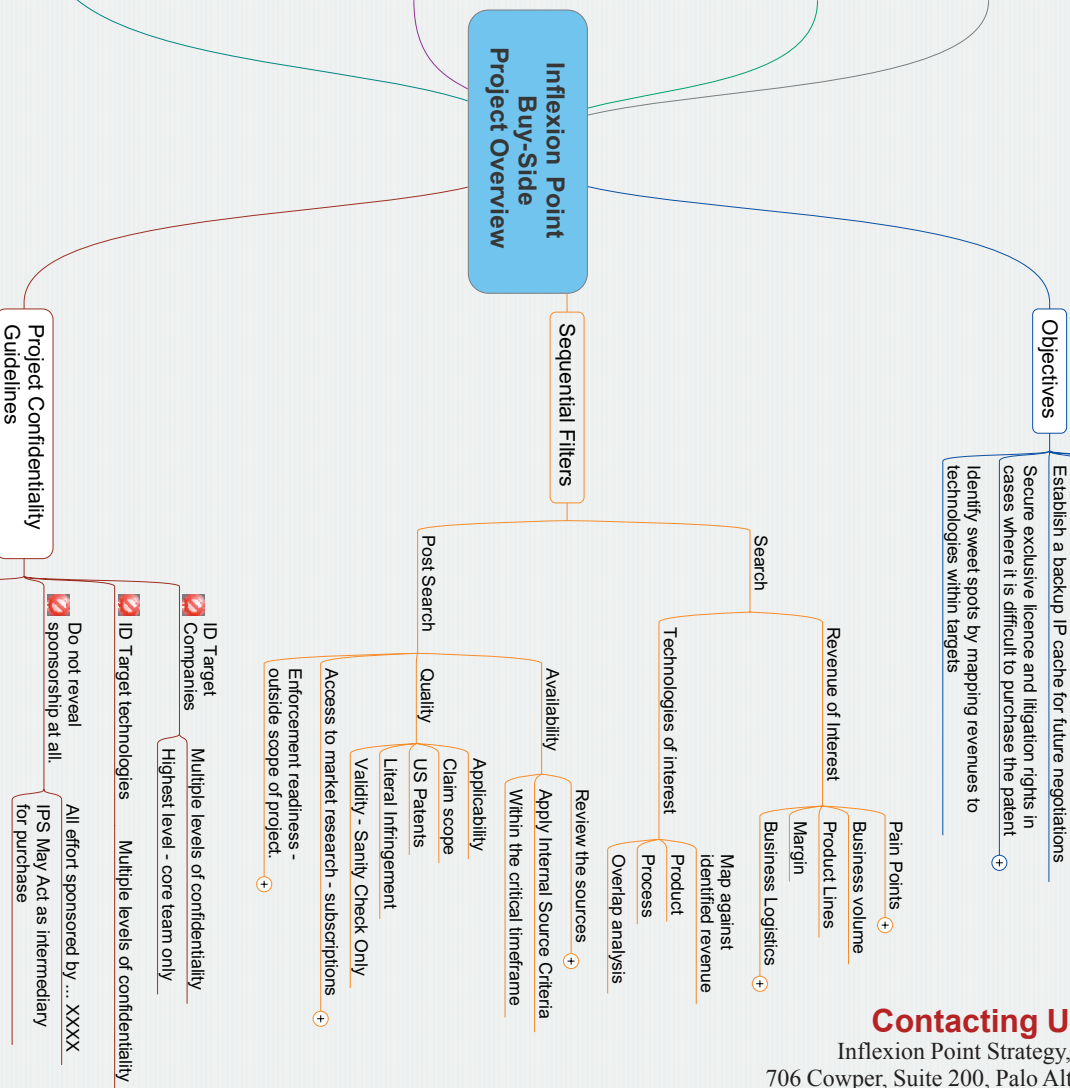 Inflexion Point
Buy-Side
Project Overview
Objectives
Establish a backup IP cache for future negotiations
Secure exclusive licence and litigation rights in
cases where it is difficult to purchase the patent
Identify sweet spots by mapping revenues to
technologies within targets
Sequential Filters
Search
Revenue of Interest
Pain Points
Business volume
Product Lines
Margin
Business Logistics
Technologies of interest
Map against
identified revenue
Product
Process
Overlap analysis
Post Search
Availability
Review the sources
Apply Internal Source Criteria
Within the critical timeframe
Quality
Applicability
Claim scope
US Patents
Literal Infringement
Validity - Sanity Check Only
Access to market research - subscriptions
Enforcement readiness -
outside scope of project.
Project Confidentiality
Guidelines
ID Target
Companies
Multiple levels of confidentiality
Highest level - core team only
ID Target technologies
Multiple levels of confidentiality
Do not reveal
sponsorship at all.
All effort sponsored by ... XXXX
IPS May Act as intermediary
for purchase
Contacting U
Inflexion Point Strategy,
706 Cowper, Suite 200, Palo Alt